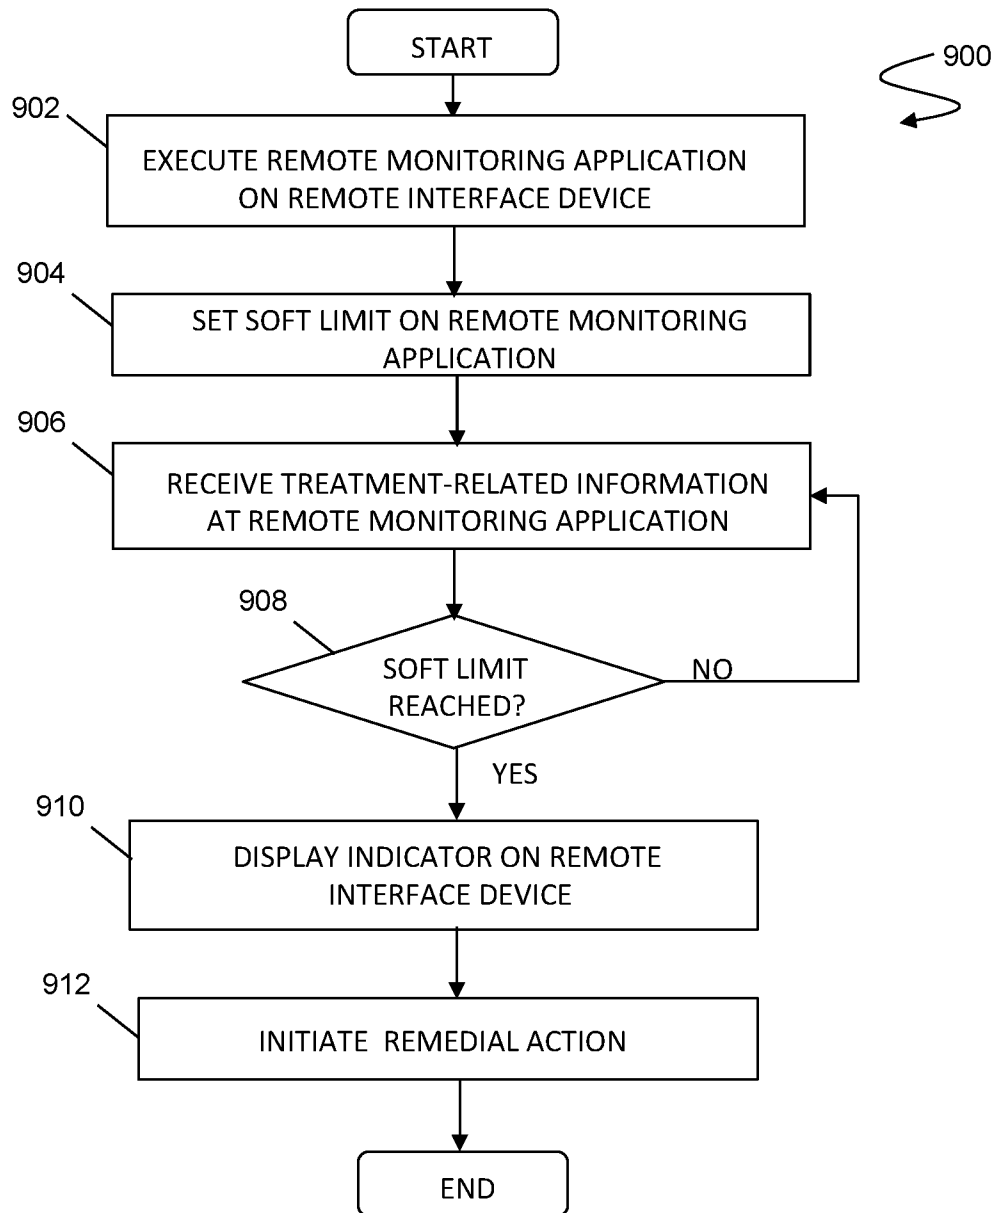 START
900
902
EXECUTE REMOTE MONITORING APPLICATION
ON REMOTE INTERFACE DEVICE
904
SET SOFT LIMIT ON REMOTE MONITORING
APPLICATION
906
RECEIVE TREATMENT-RELATED INFORMATION
AT REMOTE MONITORING APPLICATION
908
SOFT LIMIT
REACHED?
NO
YES
910
DISPLAY INDICATOR ON REMOTE
INTERFACE DEVICE
912
INITIATE REMEDIAL ACTION
END